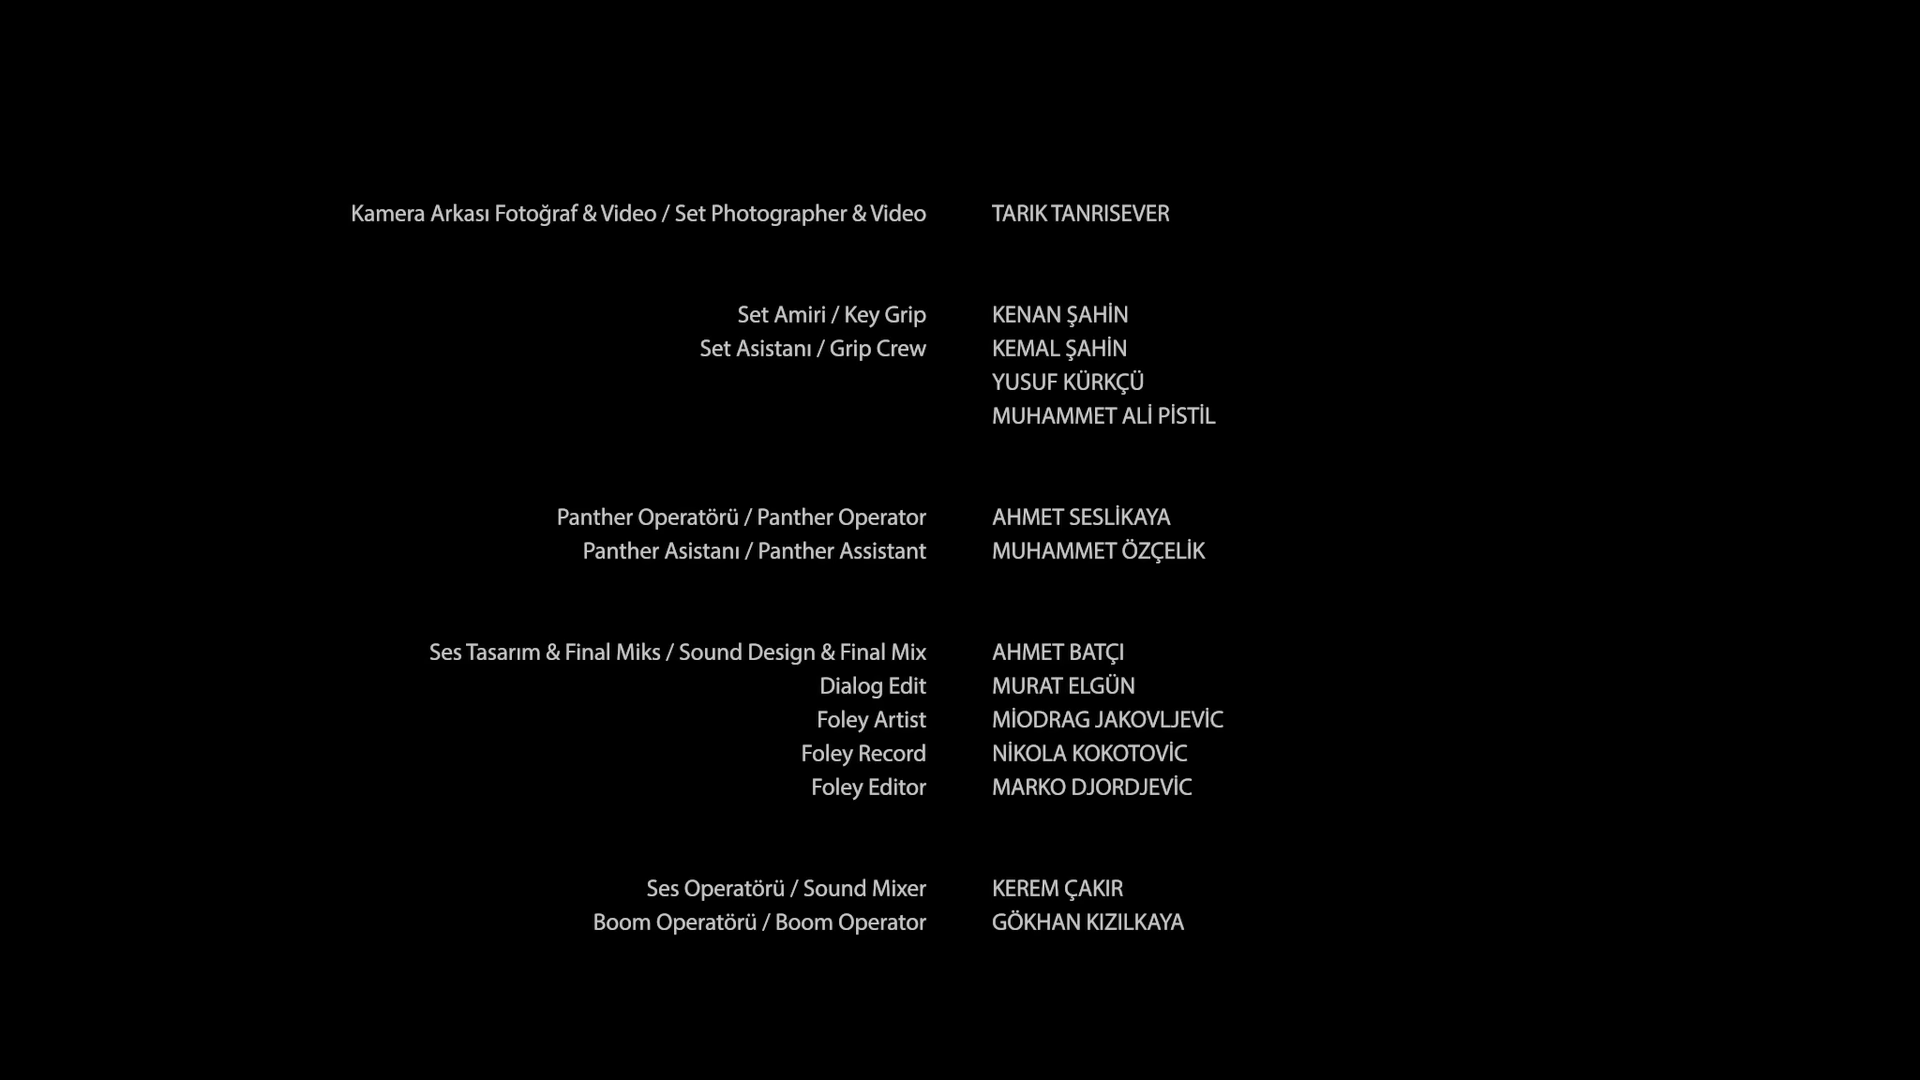 Kamera Arkası Fotoğraf & Video / Set Photographer & Video TARIK TANRISEVER
Set Amiri / Key Grip KENAN ŞAHİN
Set Asistanı / Grip Crew KEMAL ŞAHİN
YUSUF KÜRKÇÜ
MUHAMMET ALİ PİSTİL
Panther Operatörü / Panther Operator AHMET SESLİKAYA
Panther Asistanı / Panther Assistant MUHAMMET ÖZÇELİK
Ses Tasarım & Final Miks / Sound Design & Final Mix AHMET BATÇI
Dialog Edit MURAT ELGÜN
Foley Artist MİODRAG JAKOVLJEVİC
Foley Record NİKOLA KOKOTOVİC
Foley Editor MARKO DJORDJEVİC
Ses Operatörü / Sound Mixer KEREM ÇAKIR
Boom Operatörü / Boom Operator GÖKHAN KIZILKAYA